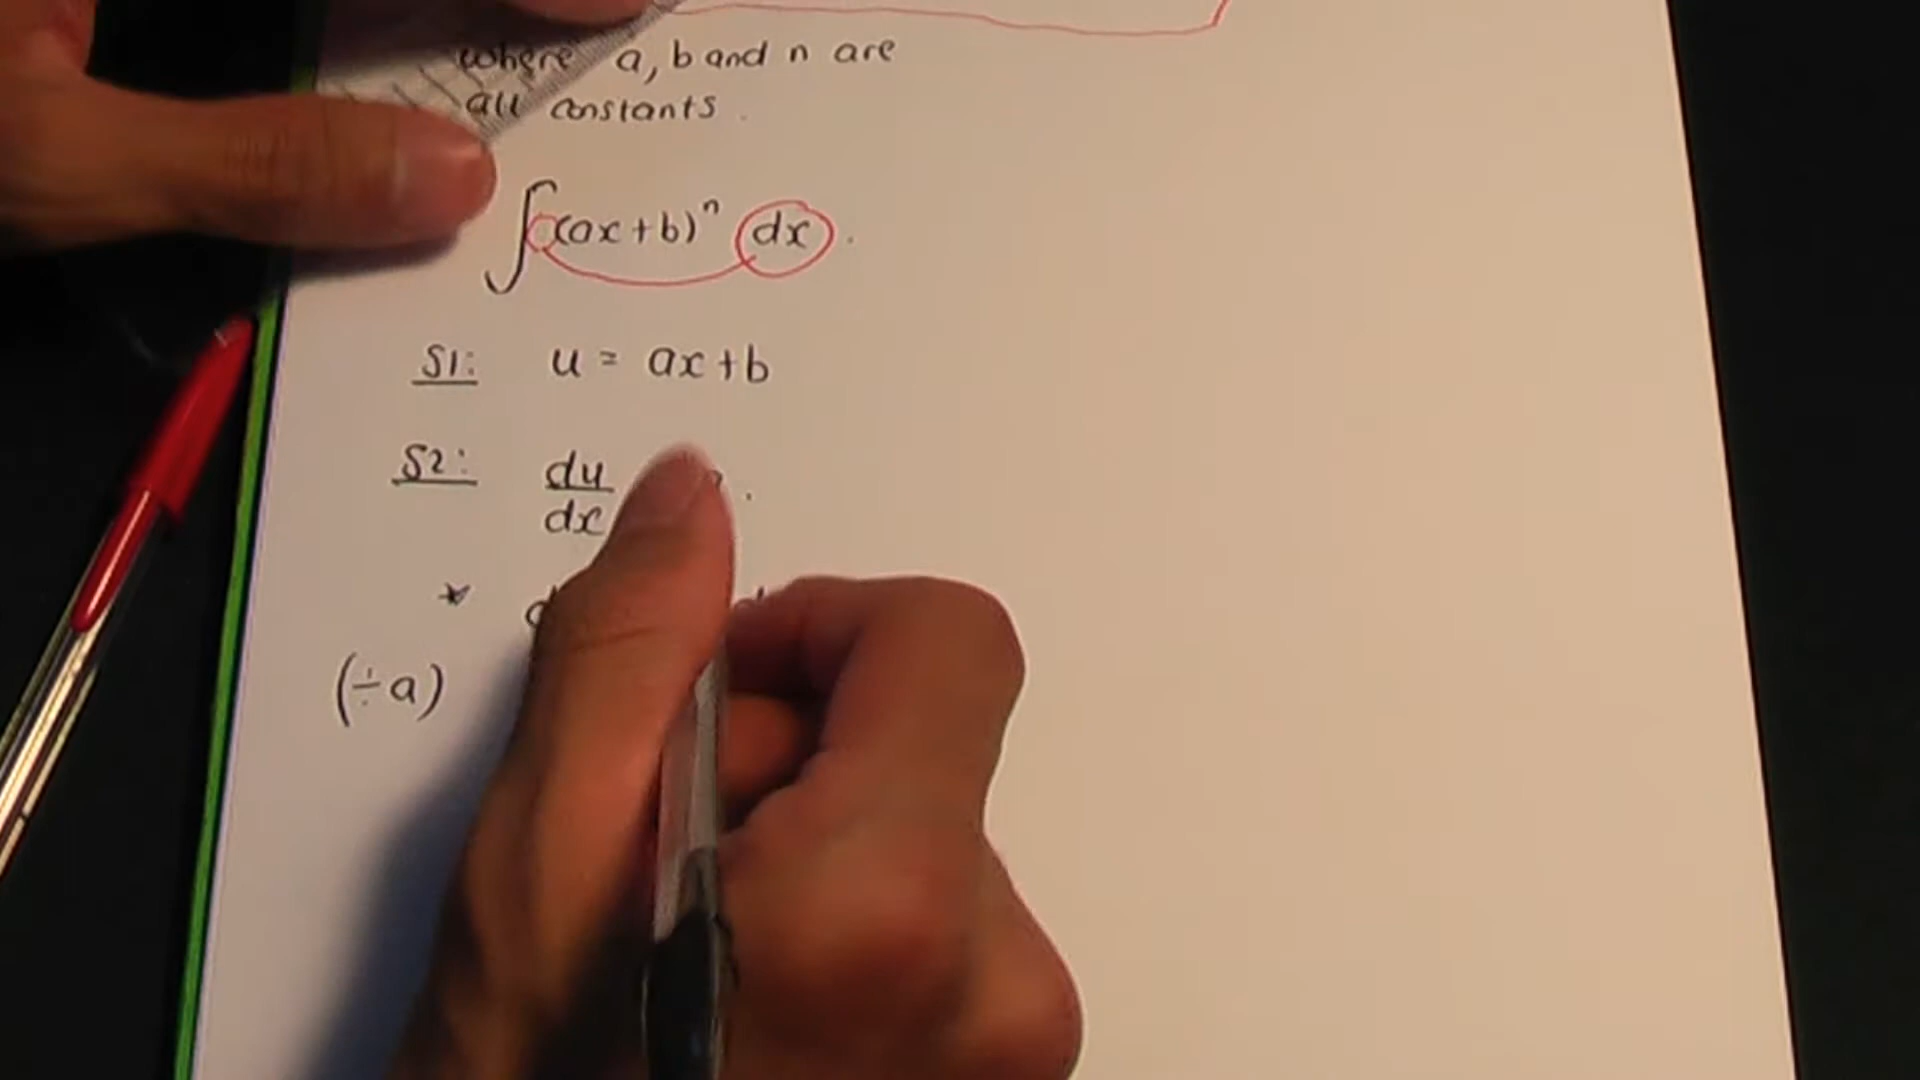 where a, b and n are
all constants.
∫(ax+b)ⁿ dx.
S1: u = ax+b
S2: du/dx
*
(÷a)